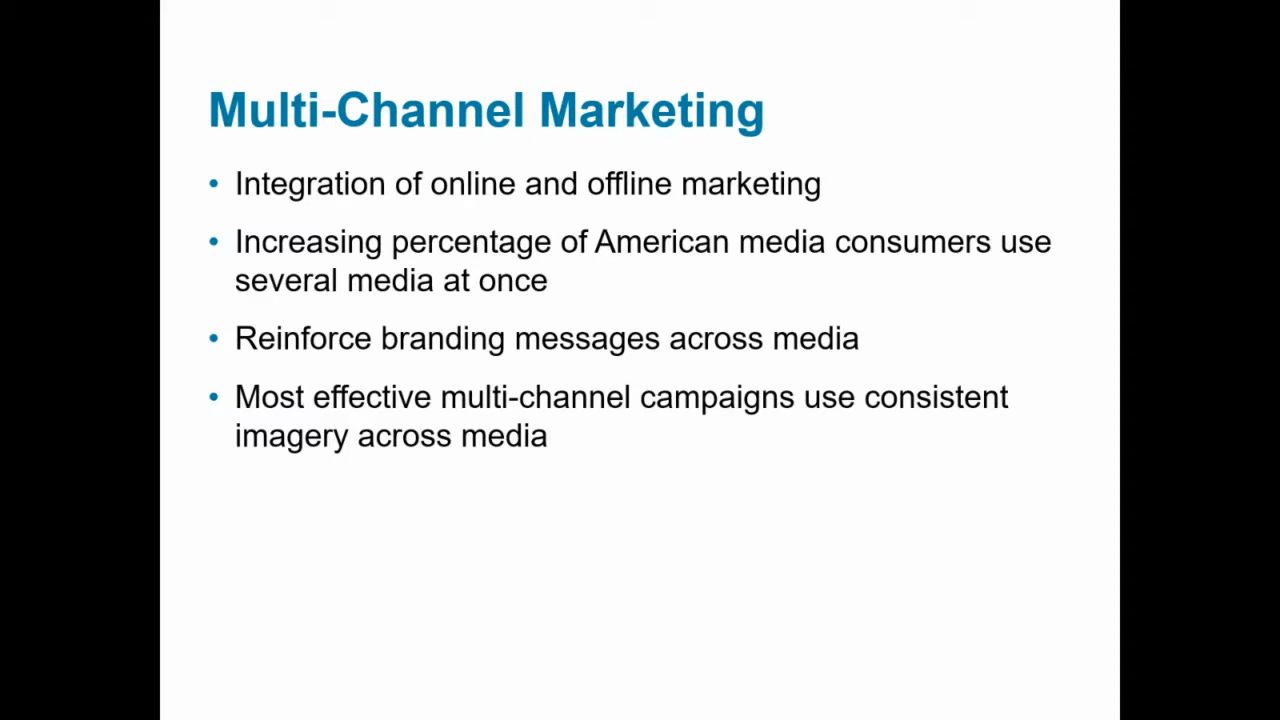 Multi-Channel Marketing
• Integration of online and offline marketing
• Increasing percentage of American media consumers use
several media at once
• Reinforce branding messages across media
• Most effective multi-channel campaigns use consistent
imagery across media